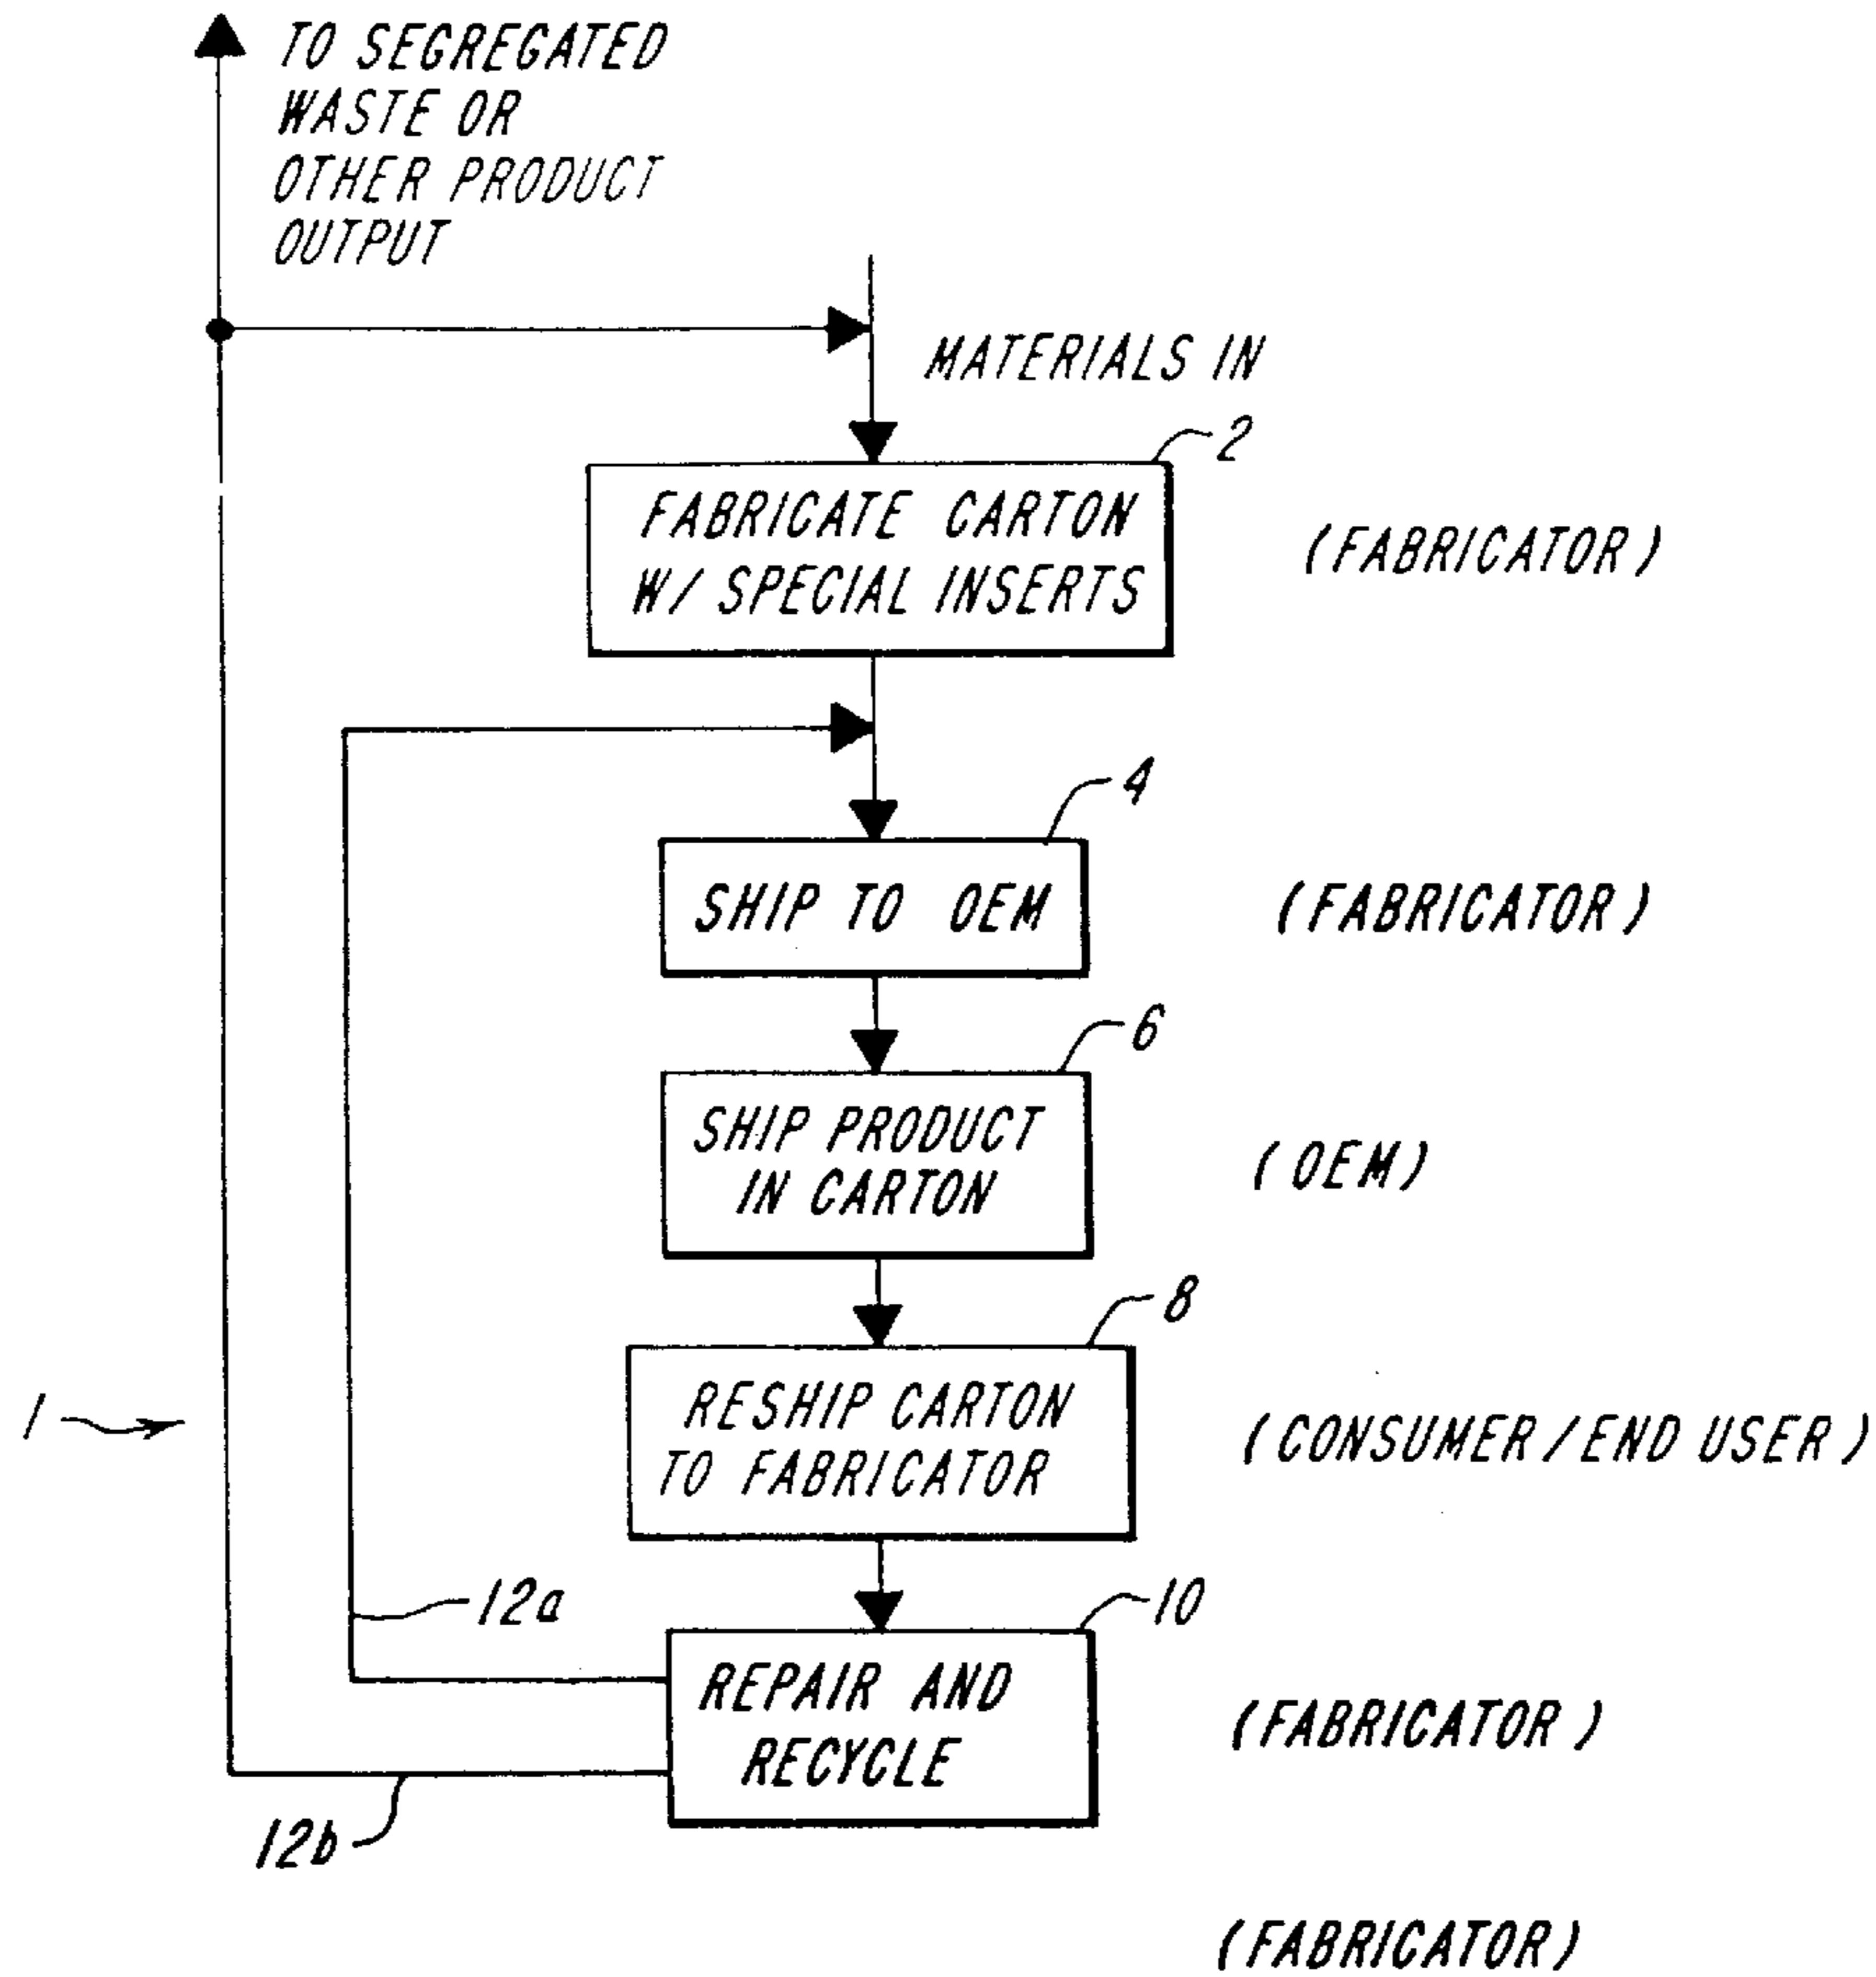 TO SEGREGATED
WASTE OR
OTHER PRODUCT
OUTPUT
MATERIALS IN
2
FABRICATE CARTON
W/ SPECIAL INSERTS
(FABRICATOR)
4
SHIP TO OEM
(FABRICATOR)
6
SHIP PRODUCT
IN CARTON
(OEM)
8
RESHIP CARTON
TO FABRICATOR
(CONSUMER/END USER)
1
12a
10
REPAIR AND
RECYCLE
(FABRICATOR)
12b
(FABRICATOR)